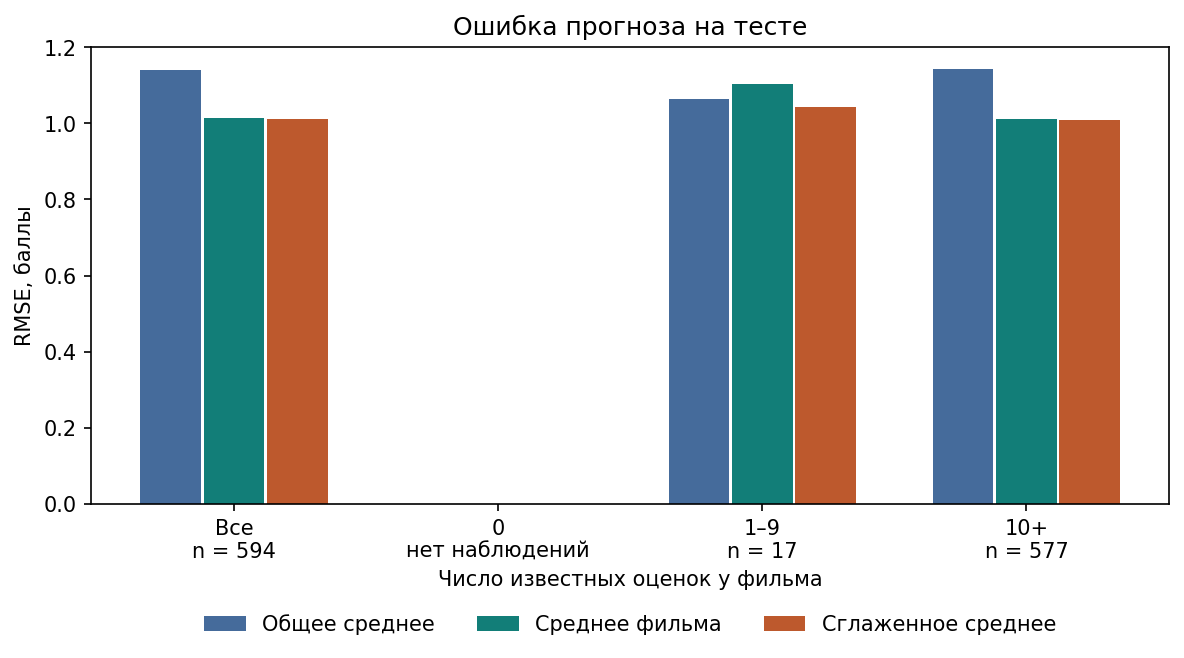 Ошибка прогноза на тесте
RMSE, баллы
1.2
1.0
0.8
0.6
0.4
0.2
0.0
Все
n = 594
0
нет наблюдений
1–9
n = 17
10+
n = 577
Число известных оценок у фильма
Общее среднее
Среднее фильма
Сглаженное среднее